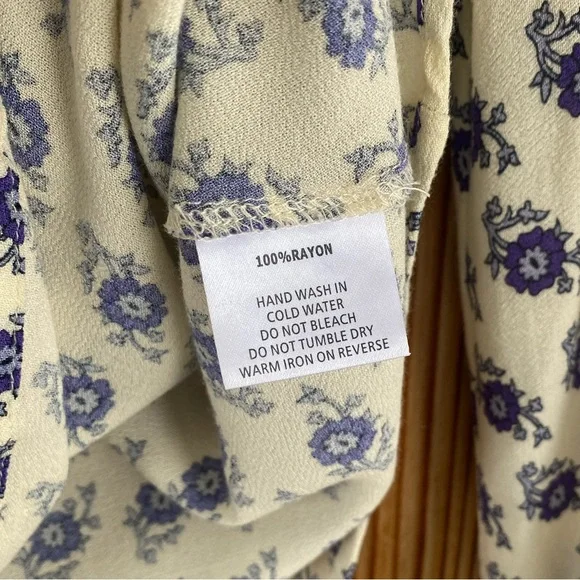 100%RAYON
HAND WASH IN
COLD WATER
DO NOT BLEACH
DO NOT TUMBLE DRY
WARM IRON ON REVERSE